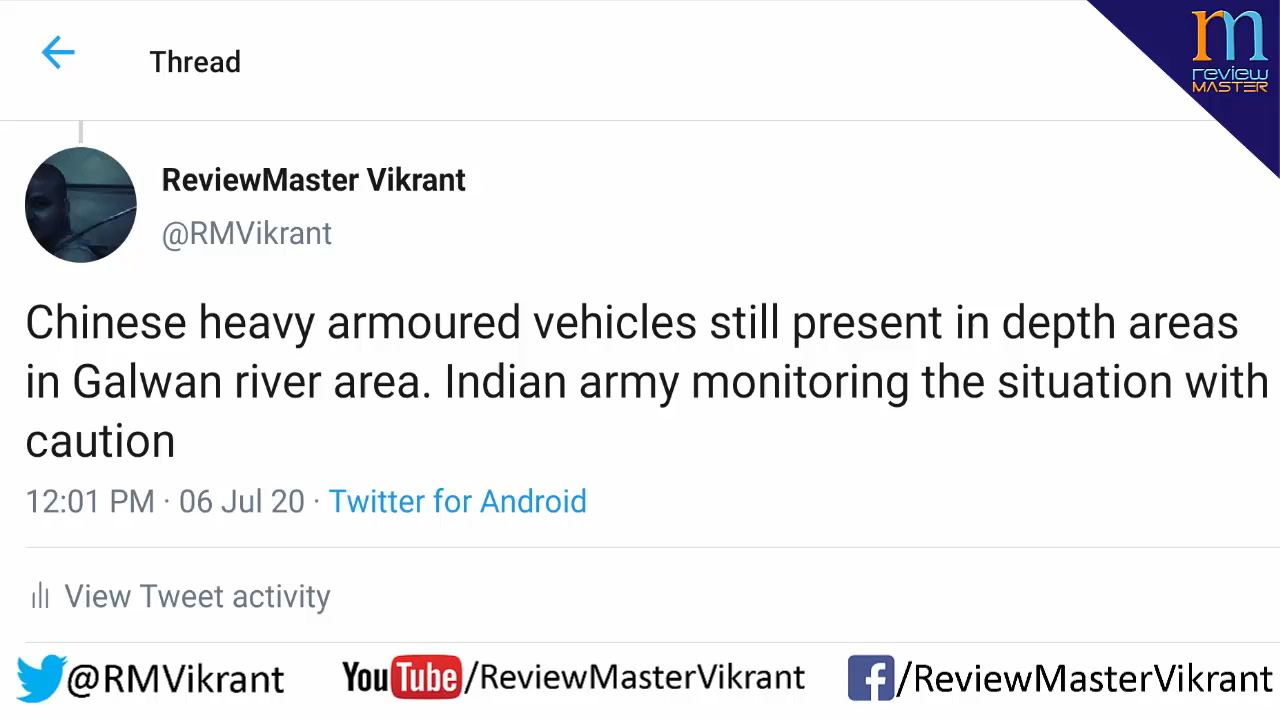 Thread
rm
review
MASTER
ReviewMaster Vikrant
@RMVikrant
Chinese heavy armoured vehicles still present in depth areas
in Galwan river area. Indian army monitoring the situation with
caution
12:01 PM · 06 Jul 20 · Twitter for Android
View Tweet activity
@RMVikrant YouTube/ReviewMasterVikrant f/ReviewMasterVikrant